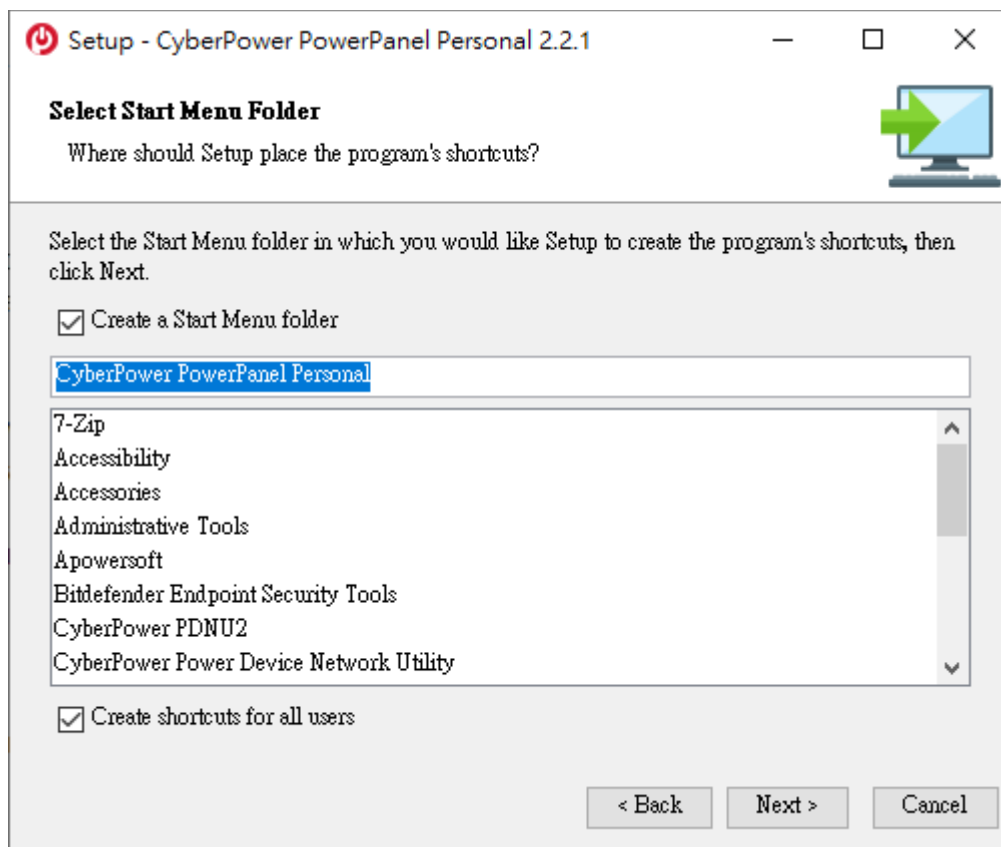 Setup - CyberPower PowerPanel Personal 2.2.1
Select Start Menu Folder
Where should Setup place the program's shortcuts?
Select the Start Menu folder in which you would like Setup to create the program's shortcuts, then
click Next.
Create a Start Menu folder
CyberPower PowerPanel Personal
7-Zip
Accessibility
Accessories
Administrative Tools
Apowersoft
Bitdefender Endpoint Security Tools
CyberPower PDNU2
CyberPower Power Device Network Utility
Create shortcuts for all users
< Back Next > Cancel